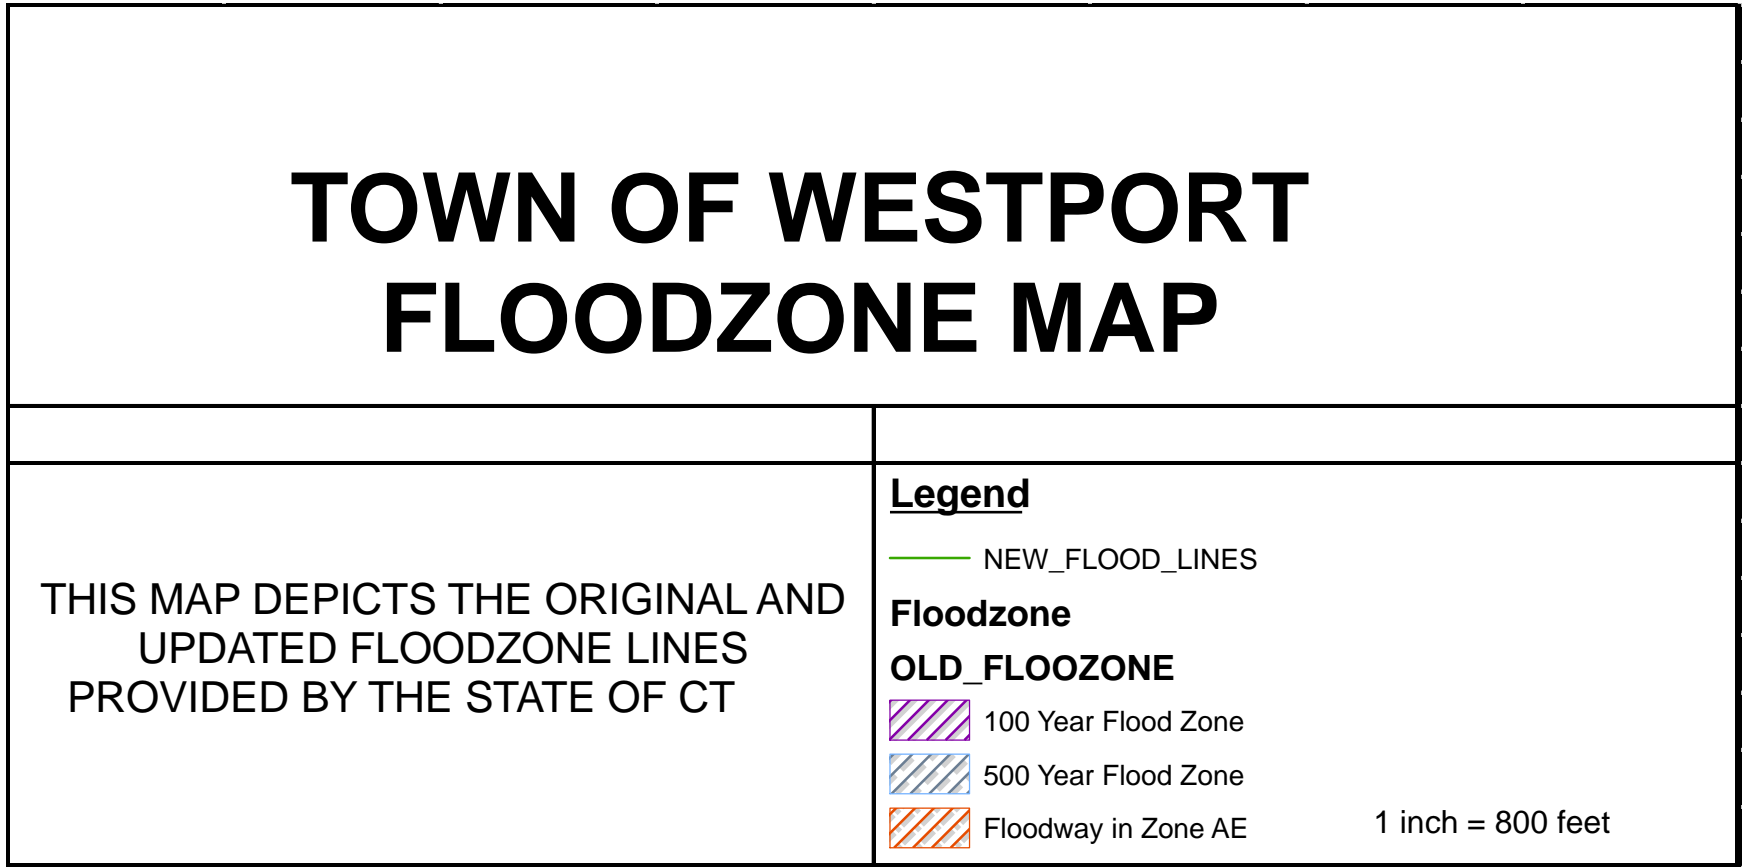 TOWN OF WESTPORT
FLOODZONE MAP
THIS MAP DEPICTS THE ORIGINAL AND
UPDATED FLOODZONE LINES
PROVIDED BY THE STATE OF CT
Legend
NEW_FLOOD_LINES
Floodzone
OLD_FLOOZONE
100 Year Flood Zone
500 Year Flood Zone
Floodway in Zone AE
1 inch = 800 feet